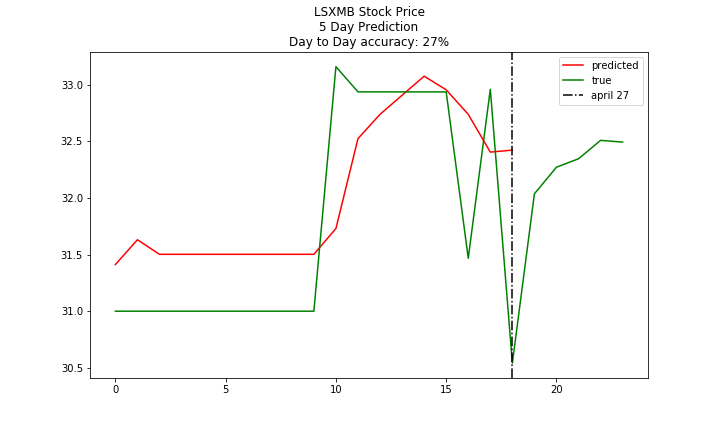 LSXMB Stock Price
5 Day Prediction
Day to Day accuracy: 27%
predicted
true
april 27
33.0
32.5
32.0
31.5
31.0
30.5
0
5
10
15
20